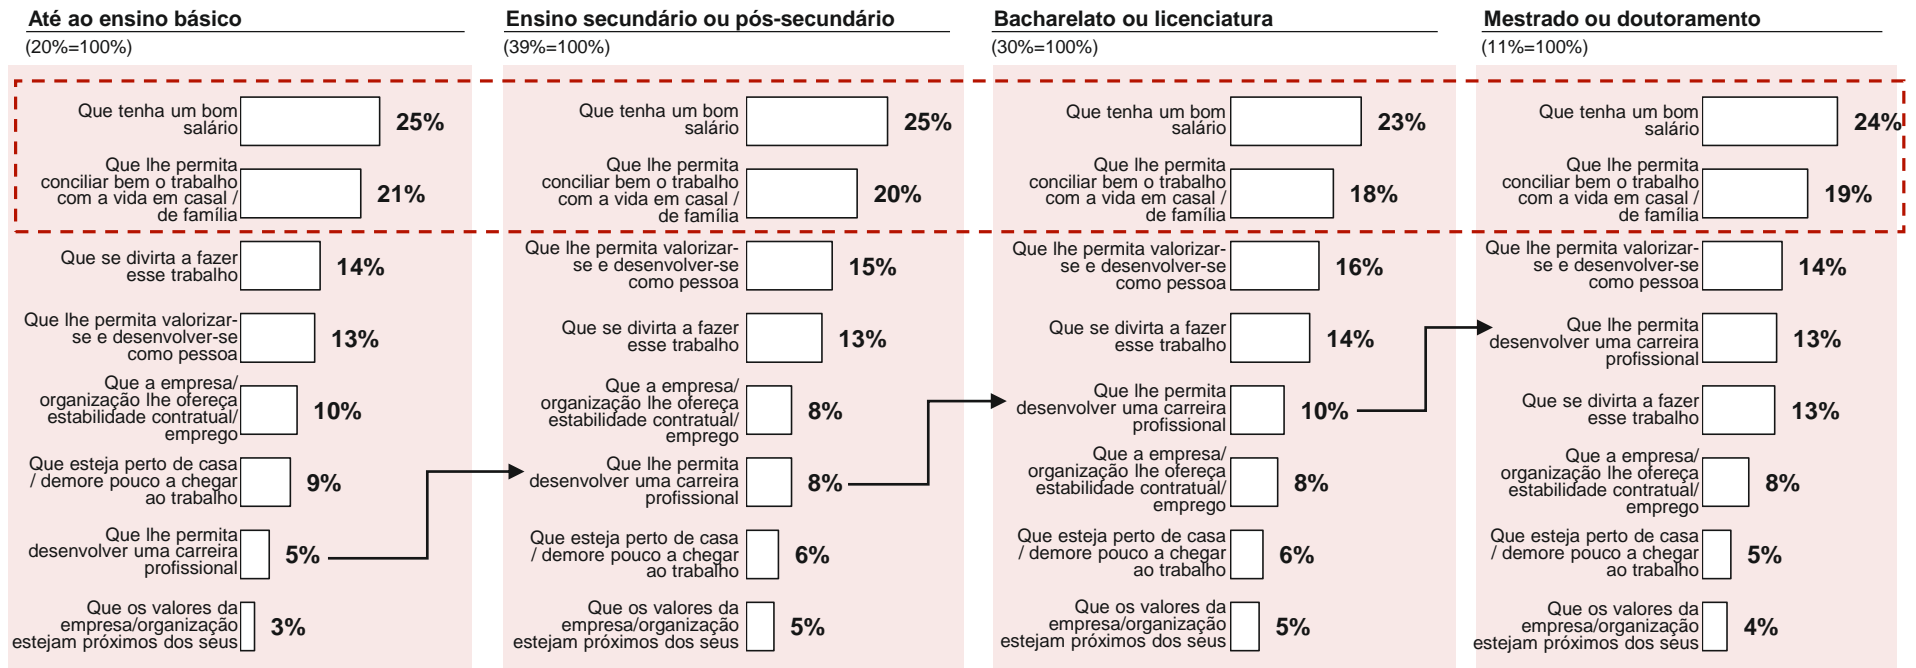 Até ao ensino básico
(20%=100%)
Que tenha um bom
salário
25%
Que lhe permita
conciliar bem o trabalho
com a vida em casal /
de família
21%
Que se divirta a fazer
esse trabalho
14%
Que lhe permita valorizar-
se e desenvolver-se
como pessoa
13%
Que a empresa/
organização lhe ofereça
estabilidade contratual/
emprego
10%
Que esteja perto de casa
/ demore pouco a chegar
ao trabalho
9%
Que lhe permita
desenvolver uma carreira
profissional
5%
Que os valores da
empresa/organização
estejam próximos dos seus
3%
Ensino secundário ou pós-secundário
(39%=100%)
Que tenha um bom
salário
25%
Que lhe permita
conciliar bem o trabalho
com a vida em casal /
de família
20%
Que lhe permita valorizar-
se e desenvolver-se
como pessoa
15%
Que se divirta a fazer
esse trabalho
13%
Que a empresa/
organização lhe ofereça
estabilidade contratual/
emprego
8%
Que lhe permita
desenvolver uma carreira
profissional
8%
Que esteja perto de casa
/ demore pouco a chegar
ao trabalho
6%
Que os valores da
empresa/organização
estejam próximos dos seus
5%
Bacharelato ou licenciatura
(30%=100%)
Que tenha um bom
salário
23%
Que lhe permita
conciliar bem o trabalho
com a vida em casal /
de família
18%
Que lhe permita valorizar-
se e desenvolver-se
como pessoa
16%
Que se divirta a fazer
esse trabalho
14%
Que lhe permita
desenvolver uma carreira
profissional
10%
Que a empresa/
organização lhe ofereça
estabilidade contratual/
emprego
8%
Que esteja perto de casa
/ demore pouco a chegar
ao trabalho
6%
Que os valores da
empresa/organização
estejam próximos dos seus
5%
Mestrado ou doutoramento
(11%=100%)
Que tenha um bom
salário
24%
Que lhe permita
conciliar bem o trabalho
com a vida em casal /
de família
19%
Que lhe permita valorizar-
se e desenvolver-se
como pessoa
14%
Que lhe permita
desenvolver uma carreira
profissional
13%
Que se divirta a fazer
esse trabalho
13%
Que a empresa/
organização lhe ofereça
estabilidade contratual/
emprego
8%
Que esteja perto de casa
/ demore pouco a chegar
ao trabalho
5%
Que os valores da
empresa/organização
estejam próximos dos seus
4%